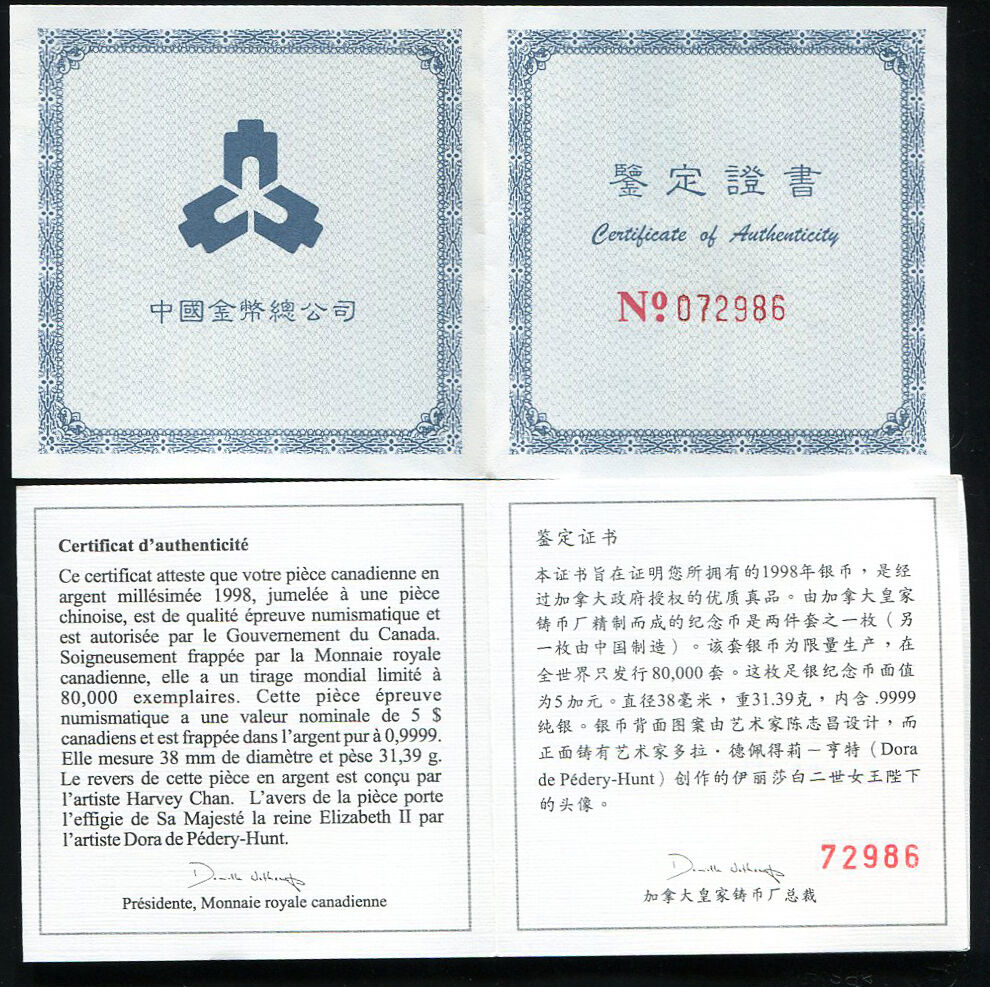 中國金幣總公司
鑒定證書
Certificate of Authenticity
Nº 072986
Certificat d'authenticité
Ce certificat atteste que votre pièce canadienne en
argent millésimée 1998, jumelée à une pièce
chinoise, est de qualité épreuve numismatique et
est autorisée par le Gouvernement du Canada.
Soigneusement frappée par la Monnaie royale
canadienne, elle a un tirage mondial limité à
80,000 exemplaires. Cette pièce épreuve
numismatique a une valeur nominale de 5 $
canadiens et est frappée dans l'argent pur à 0,9999.
Elle mesure 38 mm de diamètre et pèse 31,39 g.
Le revers de cette pièce en argent est conçu par
l'artiste Harvey Chan. L'avers de la pièce porte
l'effigie de Sa Majesté la reine Elizabeth II par
l'artiste Dora de Pédery-Hunt.
Présidente, Monnaie royale canadienne
鉴定证书
本证书旨在证明您所拥有的1998年银币，是经
过加拿大政府授权的优质真品。由加拿大皇家
铸币厂精制而成的纪念币是两件套之一枚（另
一枚由中国制造）。该套银币为限量生产，在
全世界只发行80,000套。这枚足银纪念币面值
为5加元。直径38毫米，重31.39克，内含 .9999
纯银。银币背面图案由艺术家陈志昌设计，而
正面铸有艺术家多拉·德佩得莉－亨特（Dora
de Pédery-Hunt）创作的伊丽莎白二世女王陛下
的头像。
72986
加拿大皇家铸币厂总裁